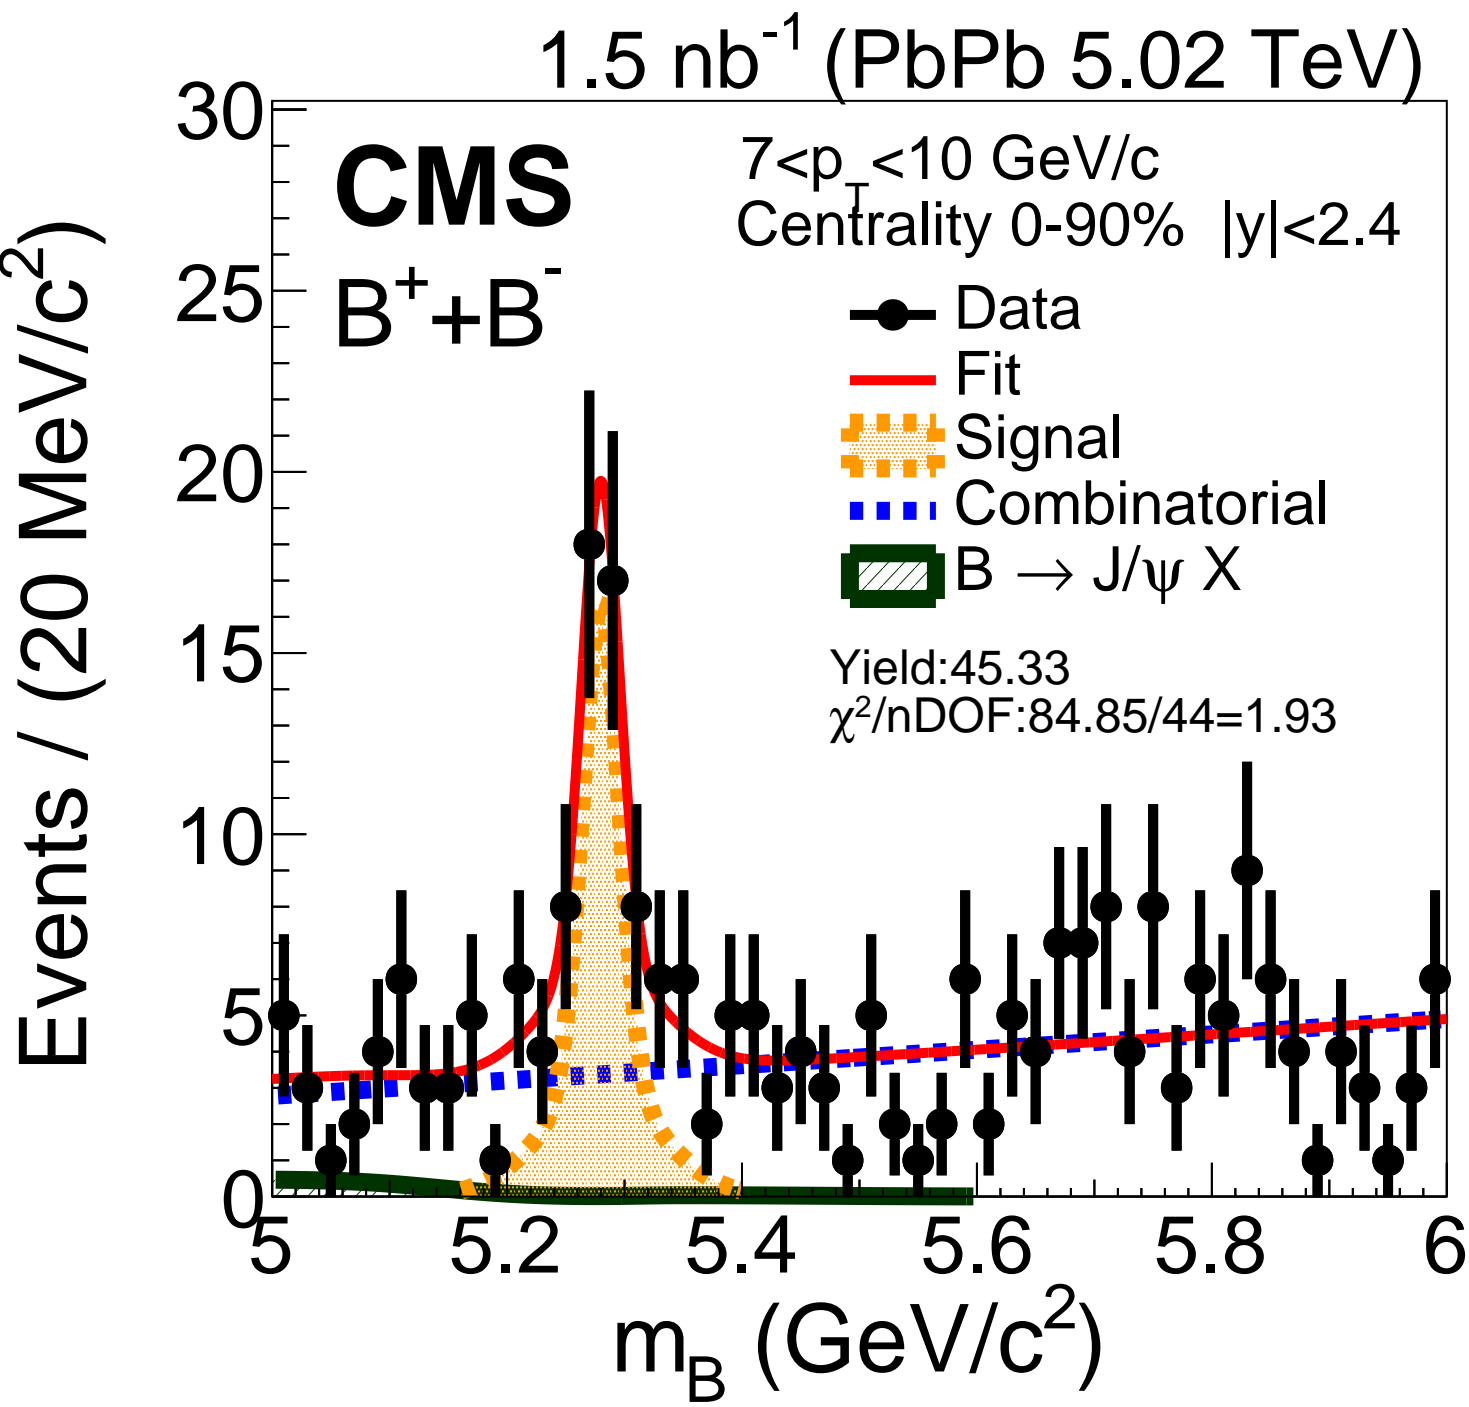 1.5 nb⁻¹ (PbPb 5.02 TeV)
CMS
B⁺+B⁻
7<p_T<10 GeV/c
Centrality 0-90% |y|<2.4
Data
Fit
Signal
Combinatorial
B → J/ψ X
Yield:45.33
χ²/nDOF:84.85/44=1.93
Events / (20 MeV/c²)
30
25
20
15
10
5
0
5 5.2 5.4 5.6 5.8 6
m_B (GeV/c²)